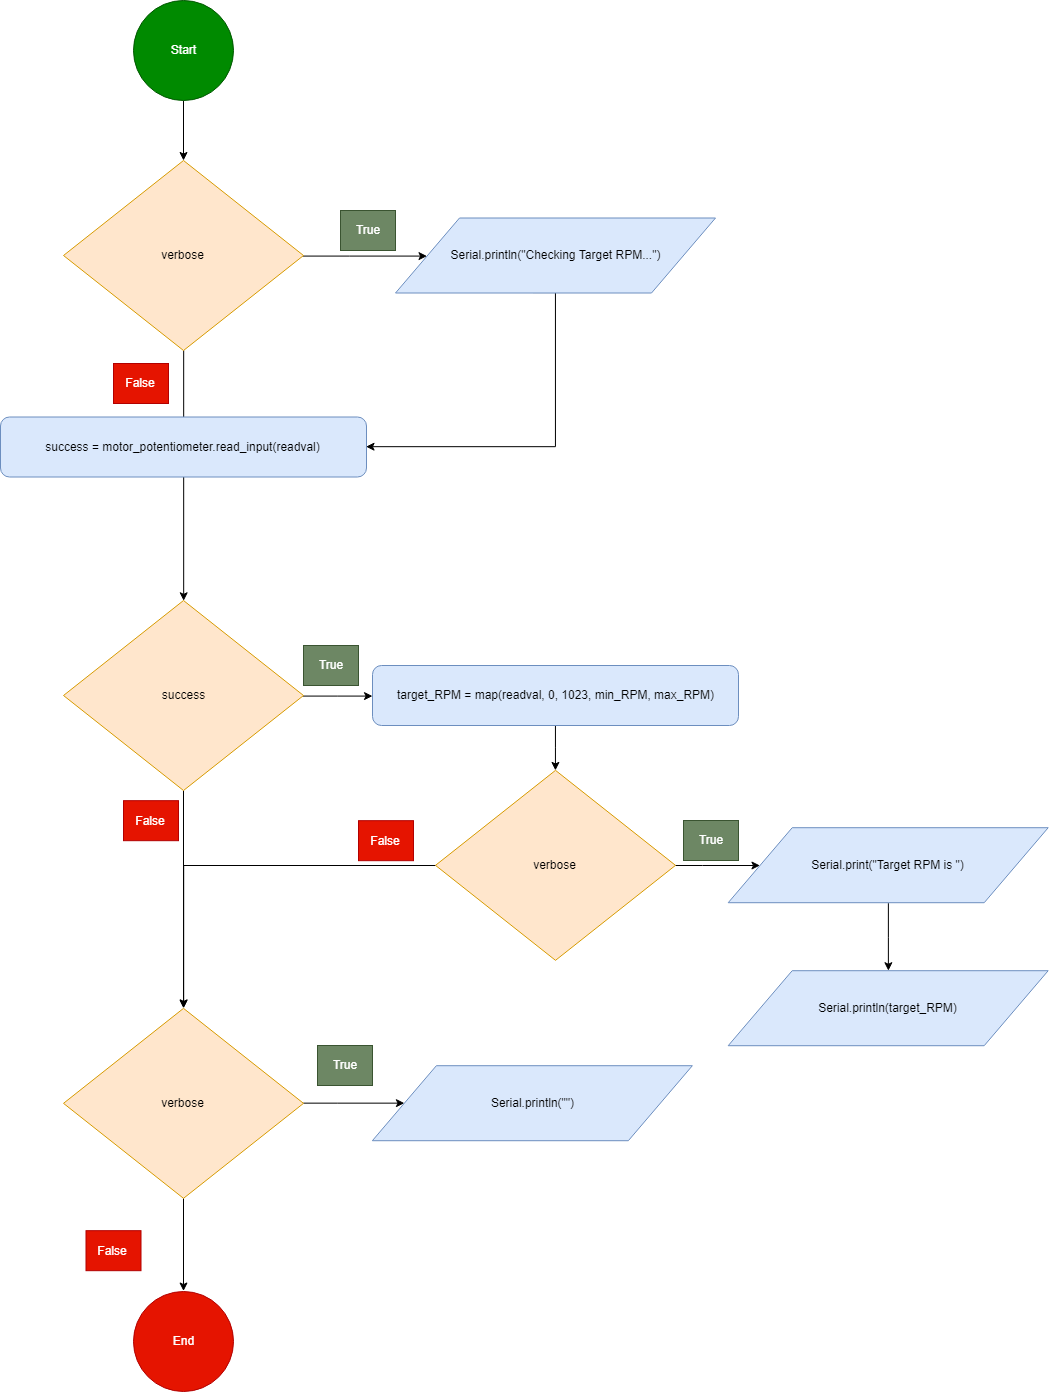 Start
verbose
True
Serial.println("Checking Target RPM...")
False
success = motor_potentiometer.read_input(readval)
success
True
target_RPM = map(readval, 0, 1023, min_RPM, max_RPM)
False
verbose
False
True
Serial.print("Target RPM is ")
Serial.println(target_RPM)
verbose
True
Serial.println("")
False
End